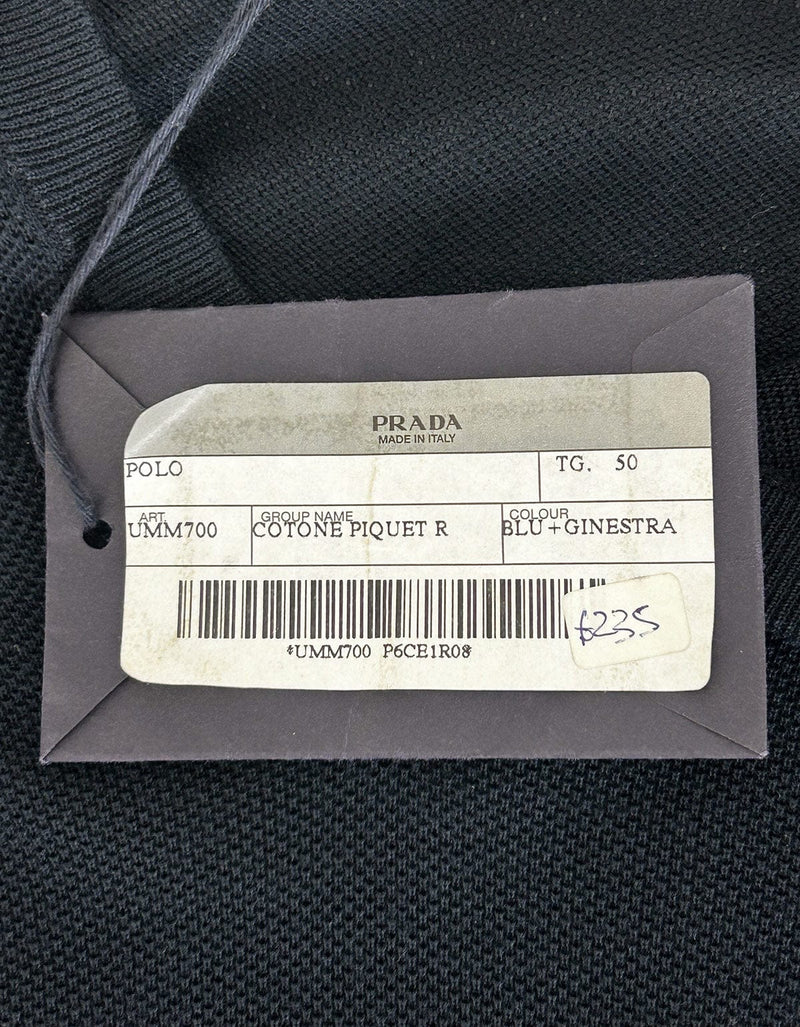 PRADA
MADE IN ITALY
POLO
TG. 50
ART.
UMM700
GROUP NAME
COTONE PIQUET R
COLOUR
BLU+GINESTRA
*UMM700 P6CE1R08*
£235